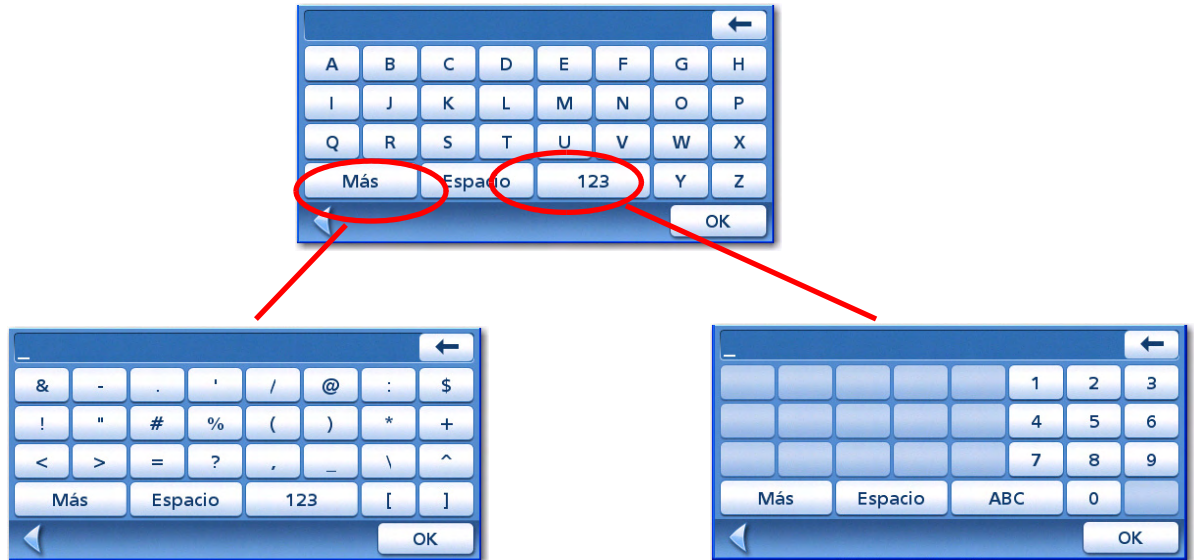 ←
A B C D E F G H
I J K L M N O P
Q R S T U V W X
Más Espacio 123 Y Z
OK
_ ←
& - . ' / @ : $
! " # % ( ) * +
< > = ? , _ \ ^
Más Espacio 123 [ ]
OK
_ ←
1 2 3
4 5 6
7 8 9
Más Espacio ABC 0
OK